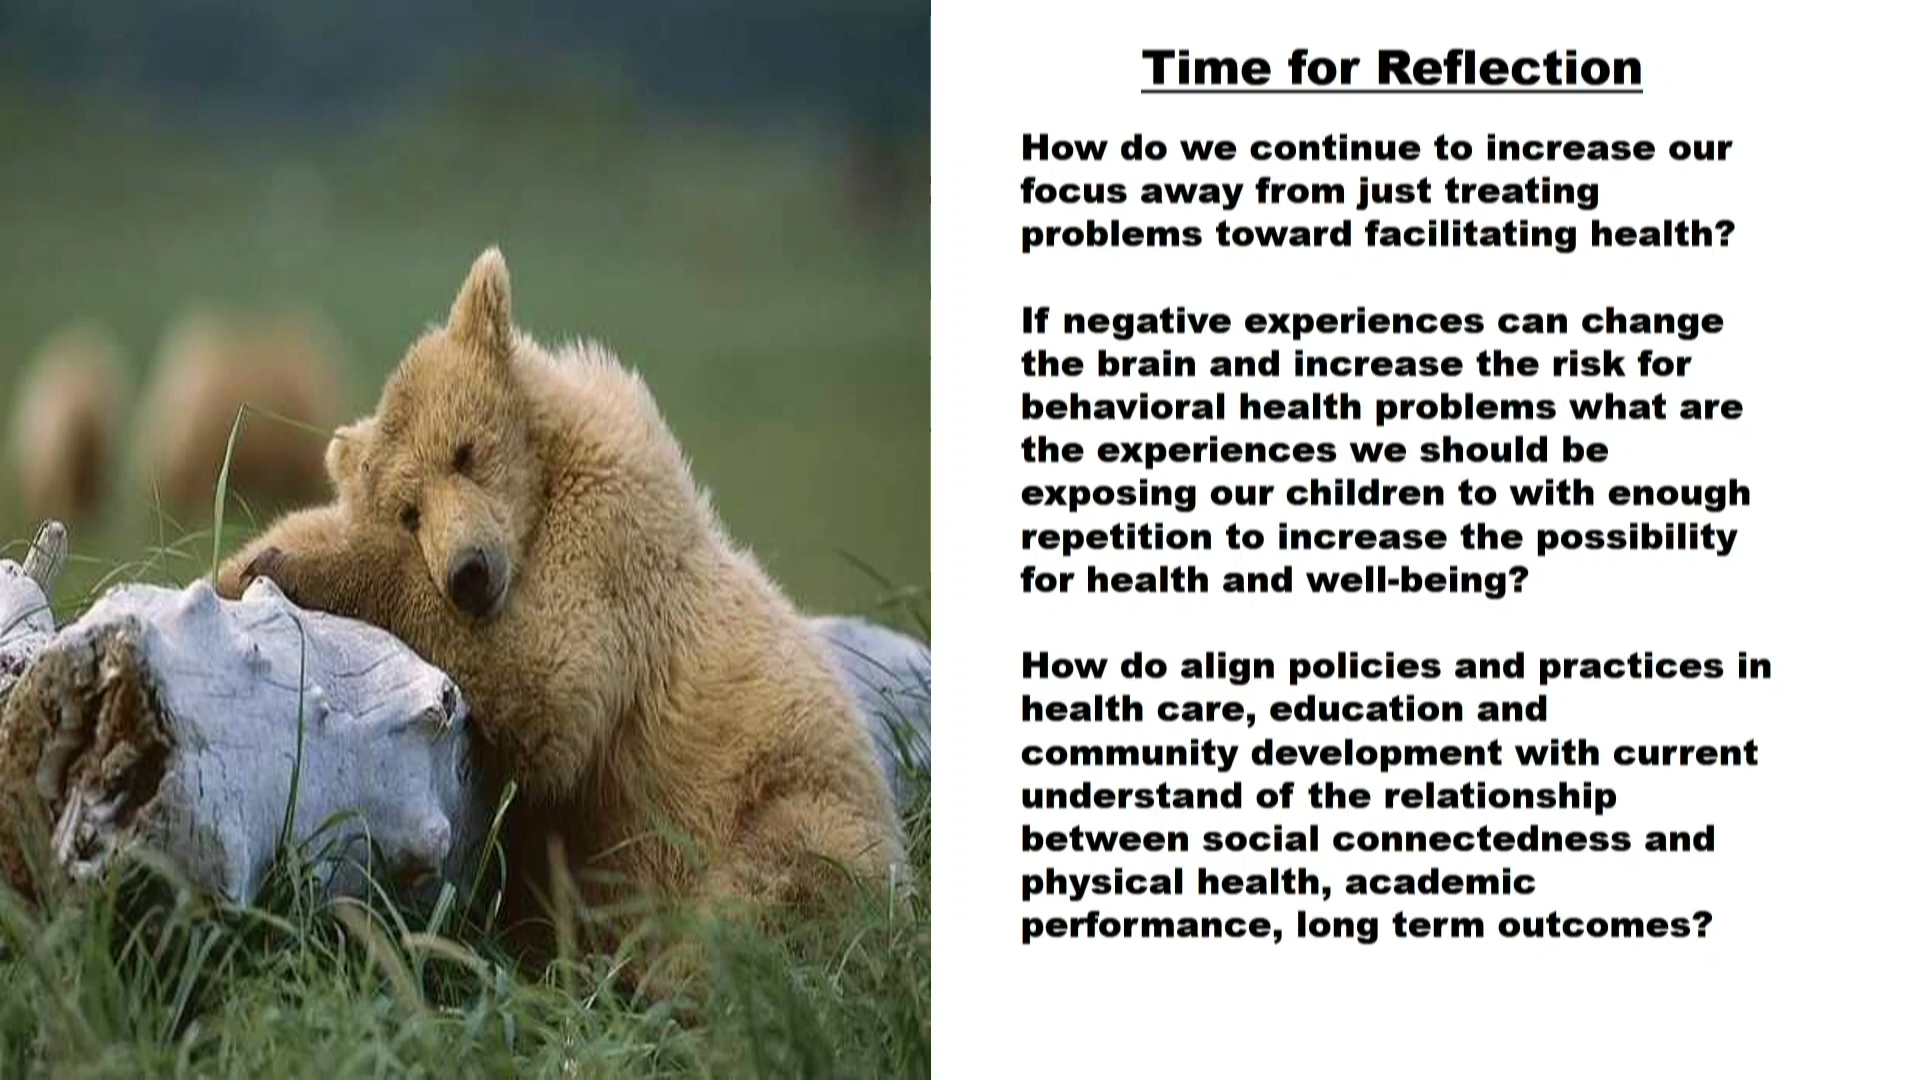 Time for Reflection
How do we continue to increase our
focus away from just treating
problems toward facilitating health?
If negative experiences can change
the brain and increase the risk for
behavioral health problems what are
the experiences we should be
exposing our children to with enough
repetition to increase the possibility
for health and well-being?
How do align policies and practices in
health care, education and
community development with current
understand of the relationship
between social connectedness and
physical health, academic
performance, long term outcomes?